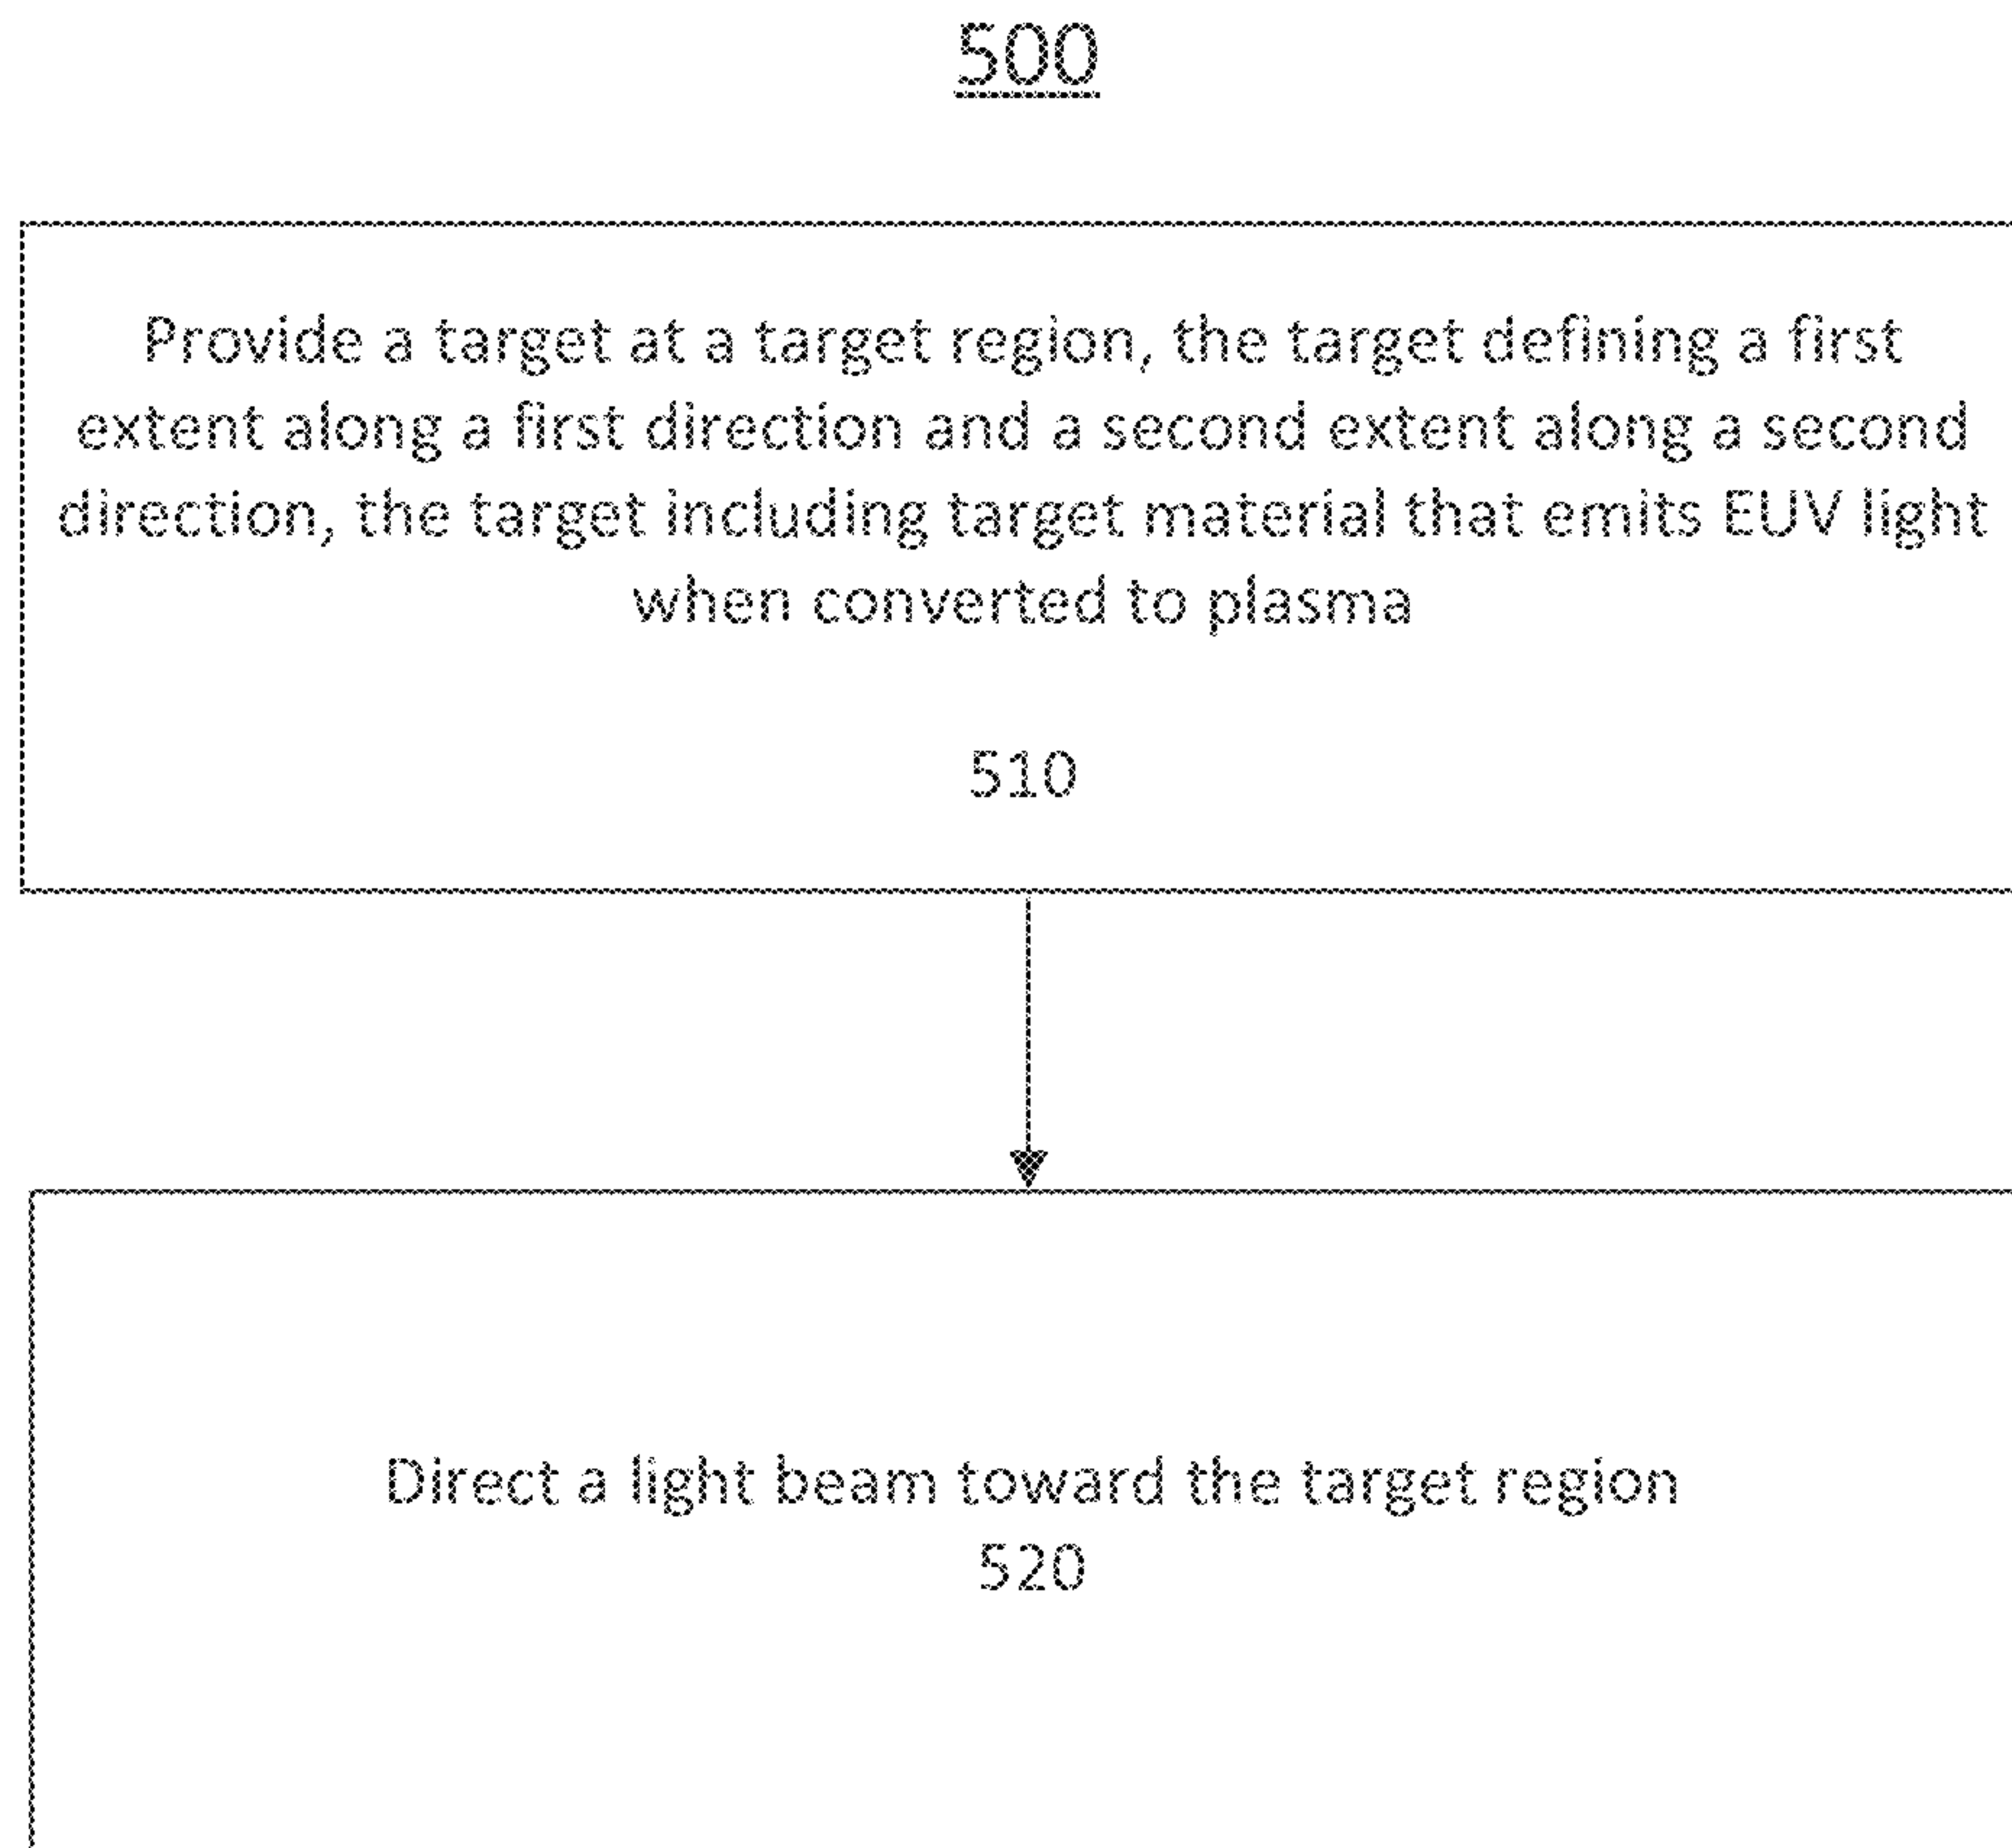 500
Provide a target at a target region, the target defining a first
extent along a first direction and a second extent along a second
direction, the target including target material that emits EUV light
when converted to plasma
510
Direct a light beam toward the target region
520